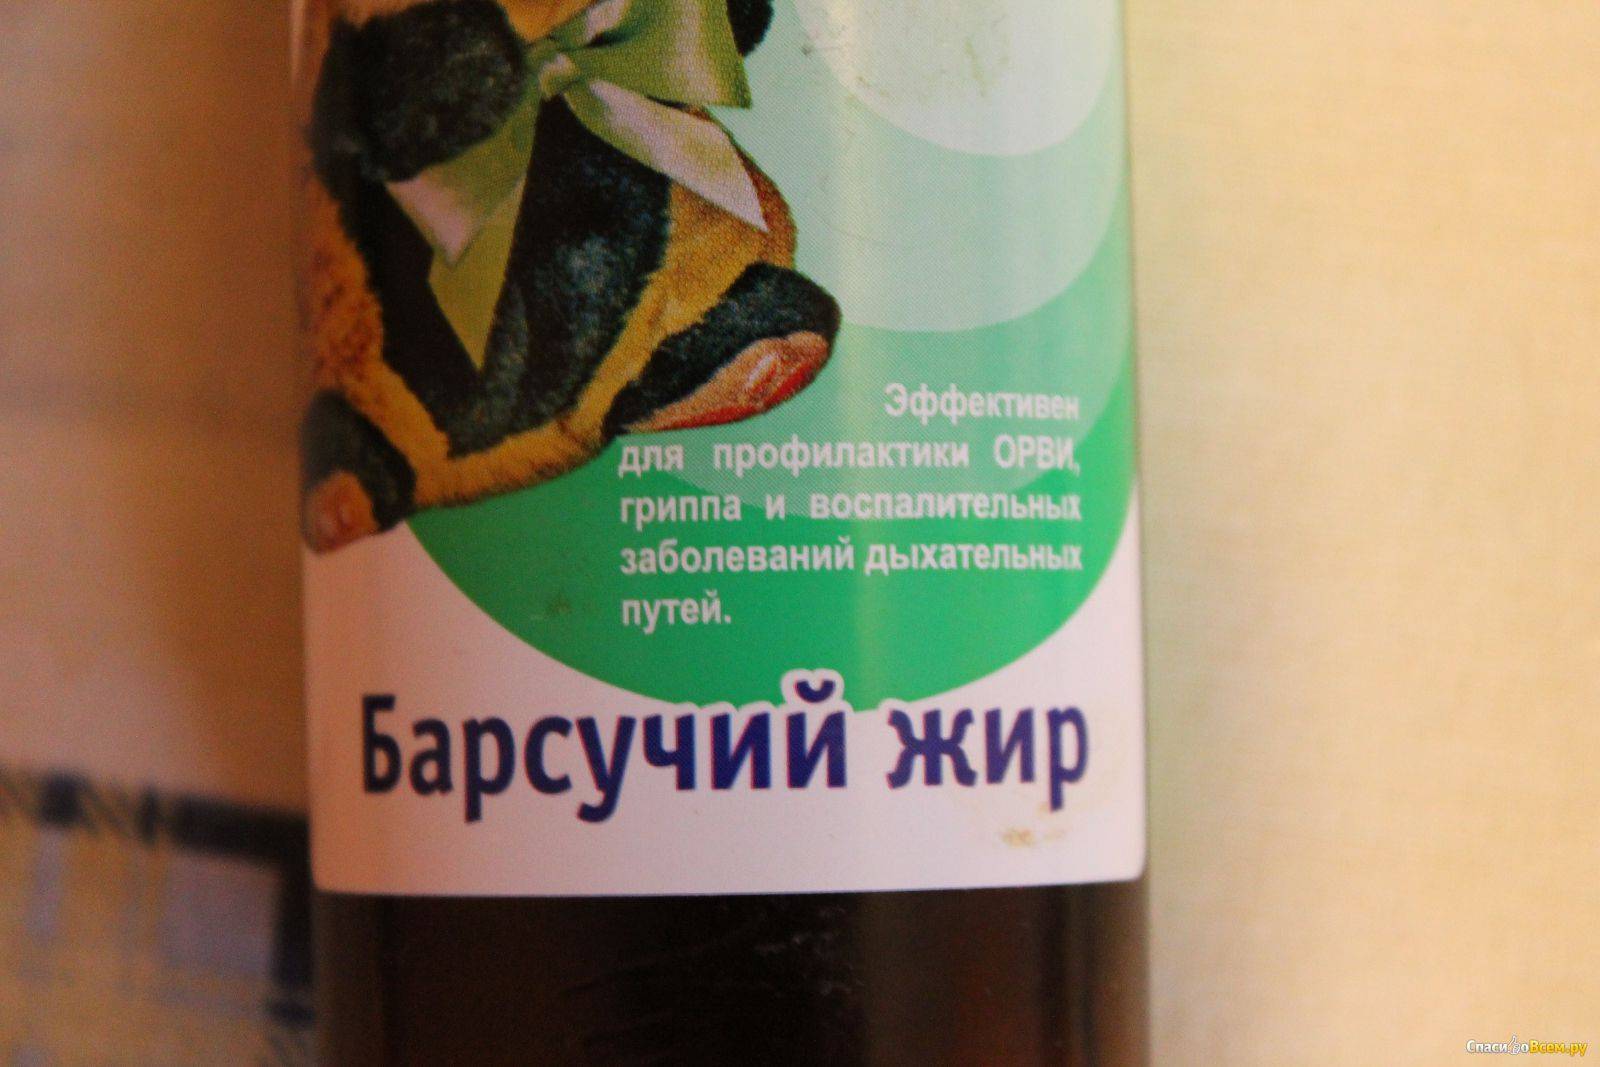 Эффективен
для профилактики ОРВИ,
гриппа и воспалительных
заболеваний дыхательных
путей.
Барсучий жир
СпасибоВсем.ру